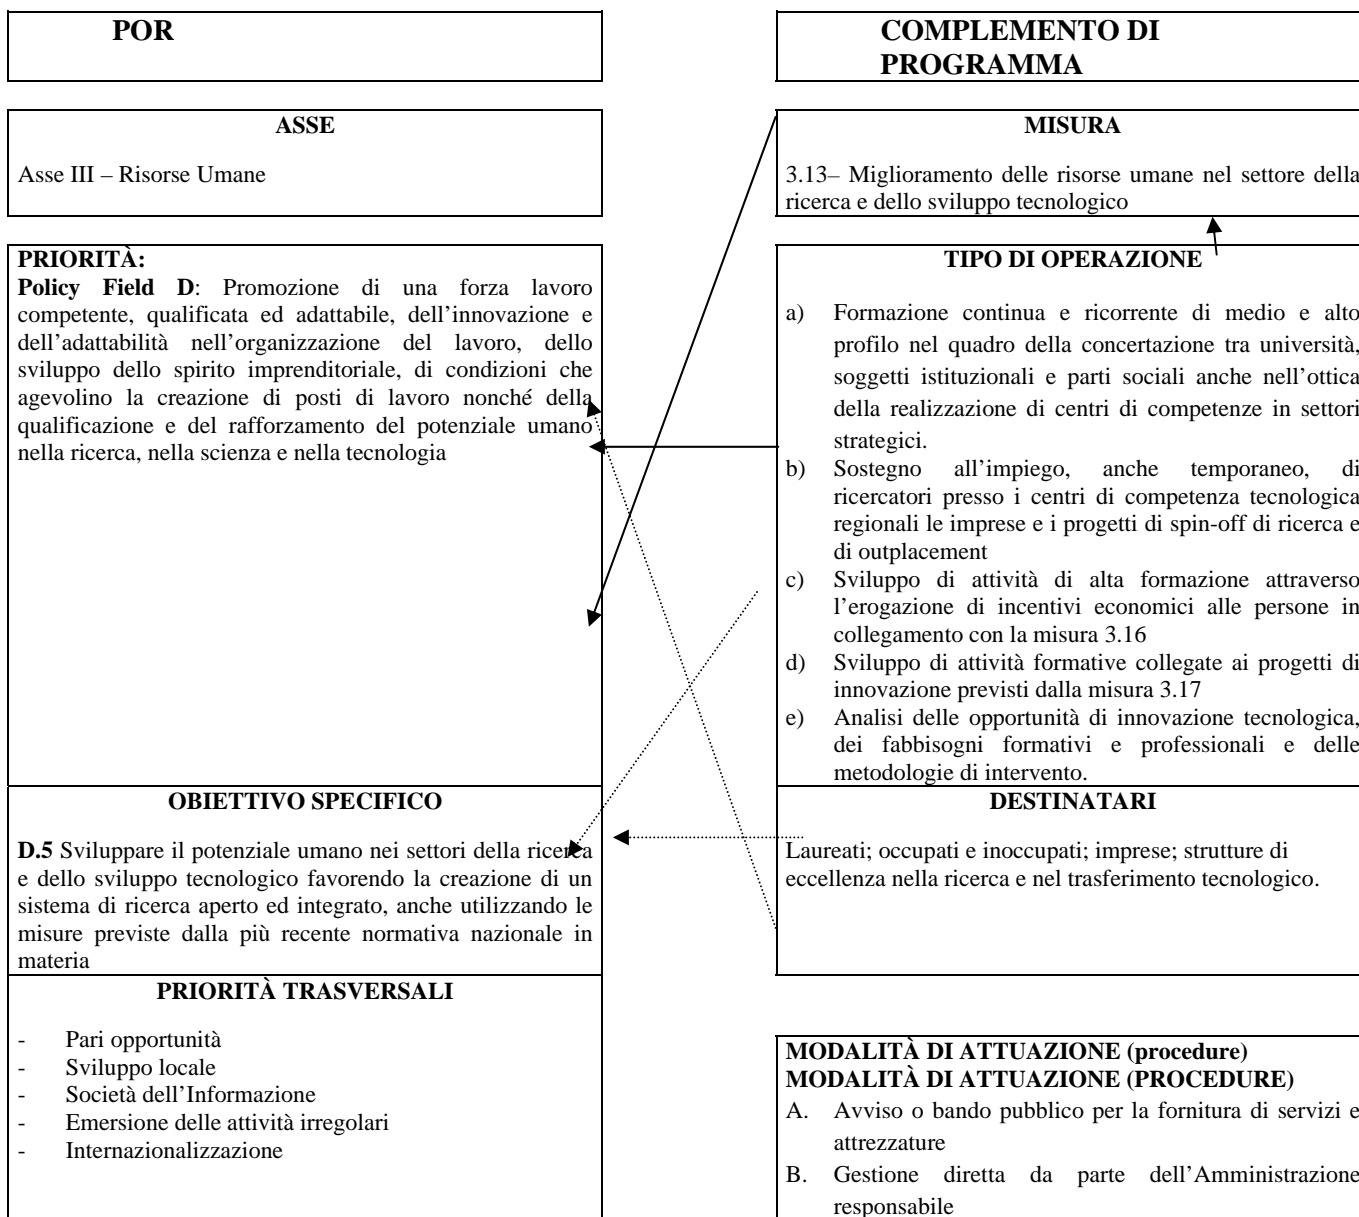 POR
COMPLEMENTO DI
PROGRAMMA
ASSE
Asse III – Risorse Umane
MISURA
3.13– Miglioramento delle risorse umane nel settore della
ricerca e dello sviluppo tecnologico
PRIORITÀ:
Policy Field D: Promozione di una forza lavoro
competente, qualificata ed adattabile, dell’innovazione e
dell’adattabilità nell’organizzazione del lavoro, dello
sviluppo dello spirito imprenditoriale, di condizioni che
agevolino la creazione di posti di lavoro nonché della
qualificazione e del rafforzamento del potenziale umano
nella ricerca, nella scienza e nella tecnologia
TIPO DI OPERAZIONE
a) Formazione continua e ricorrente di medio e alto
profilo nel quadro della concertazione tra università,
soggetti istituzionali e parti sociali anche nell’ottica
della realizzazione di centri di competenze in settori
strategici.
b) Sostegno all’impiego, anche temporaneo, di
ricercatori presso i centri di competenza tecnologica
regionali le imprese e i progetti di spin-off di ricerca e
di outplacement
c) Sviluppo di attività di alta formazione attraverso
l’erogazione di incentivi economici alle persone in
collegamento con la misura 3.16
d) Sviluppo di attività formative collegate ai progetti di
innovazione previsti dalla misura 3.17
e) Analisi delle opportunità di innovazione tecnologica,
dei fabbisogni formativi e professionali e delle
metodologie di intervento.
OBIETTIVO SPECIFICO
D.5 Sviluppare il potenziale umano nei settori della ricerca
e dello sviluppo tecnologico favorendo la creazione di un
sistema di ricerca aperto ed integrato, anche utilizzando le
misure previste dalla più recente normativa nazionale in
materia
DESTINATARI
Laureati; occupati e inoccupati; imprese; strutture di
eccellenza nella ricerca e nel trasferimento tecnologico.
PRIORITÀ TRASVERSALI
- Pari opportunità
- Sviluppo locale
- Società dell’Informazione
- Emersione delle attività irregolari
- Internazionalizzazione
MODALITÀ DI ATTUAZIONE (procedure)
MODALITÀ DI ATTUAZIONE (PROCEDURE)
A. Avviso o bando pubblico per la fornitura di servizi e
attrezzature
B. Gestione diretta da parte dell’Amministrazione
responsabile